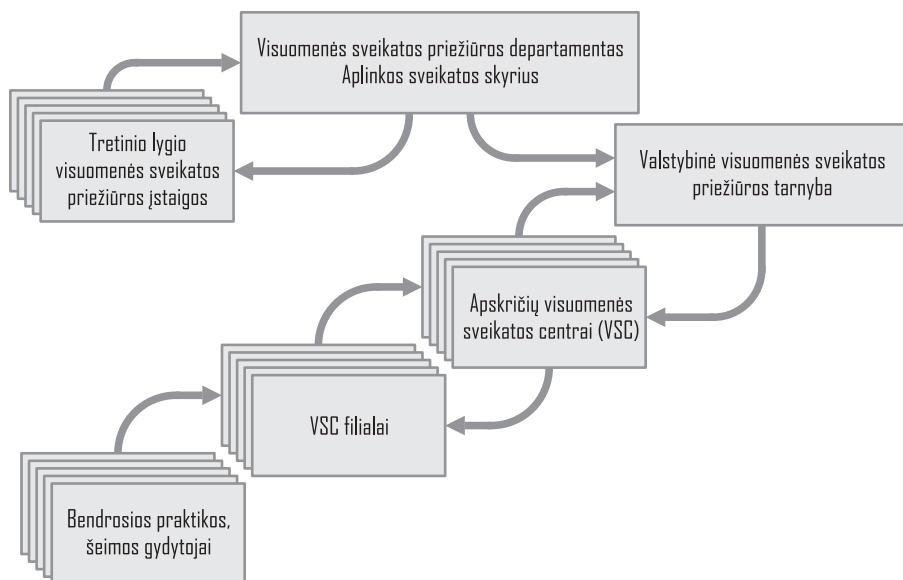 Visuomenės sveikatos priežiūros departamentas
Aplinkos sveikatos skyrius
Tretinio lygio
visuomenės sveikatos
priežiūros įstaigos
Valstybinė visuomenės sveikatos
priežiūros tarnyba
Apskričių visuomenės
sveikatos centrai (VSC)
VSC filialai
Bendrosios praktikos,
šeimos gydytojai